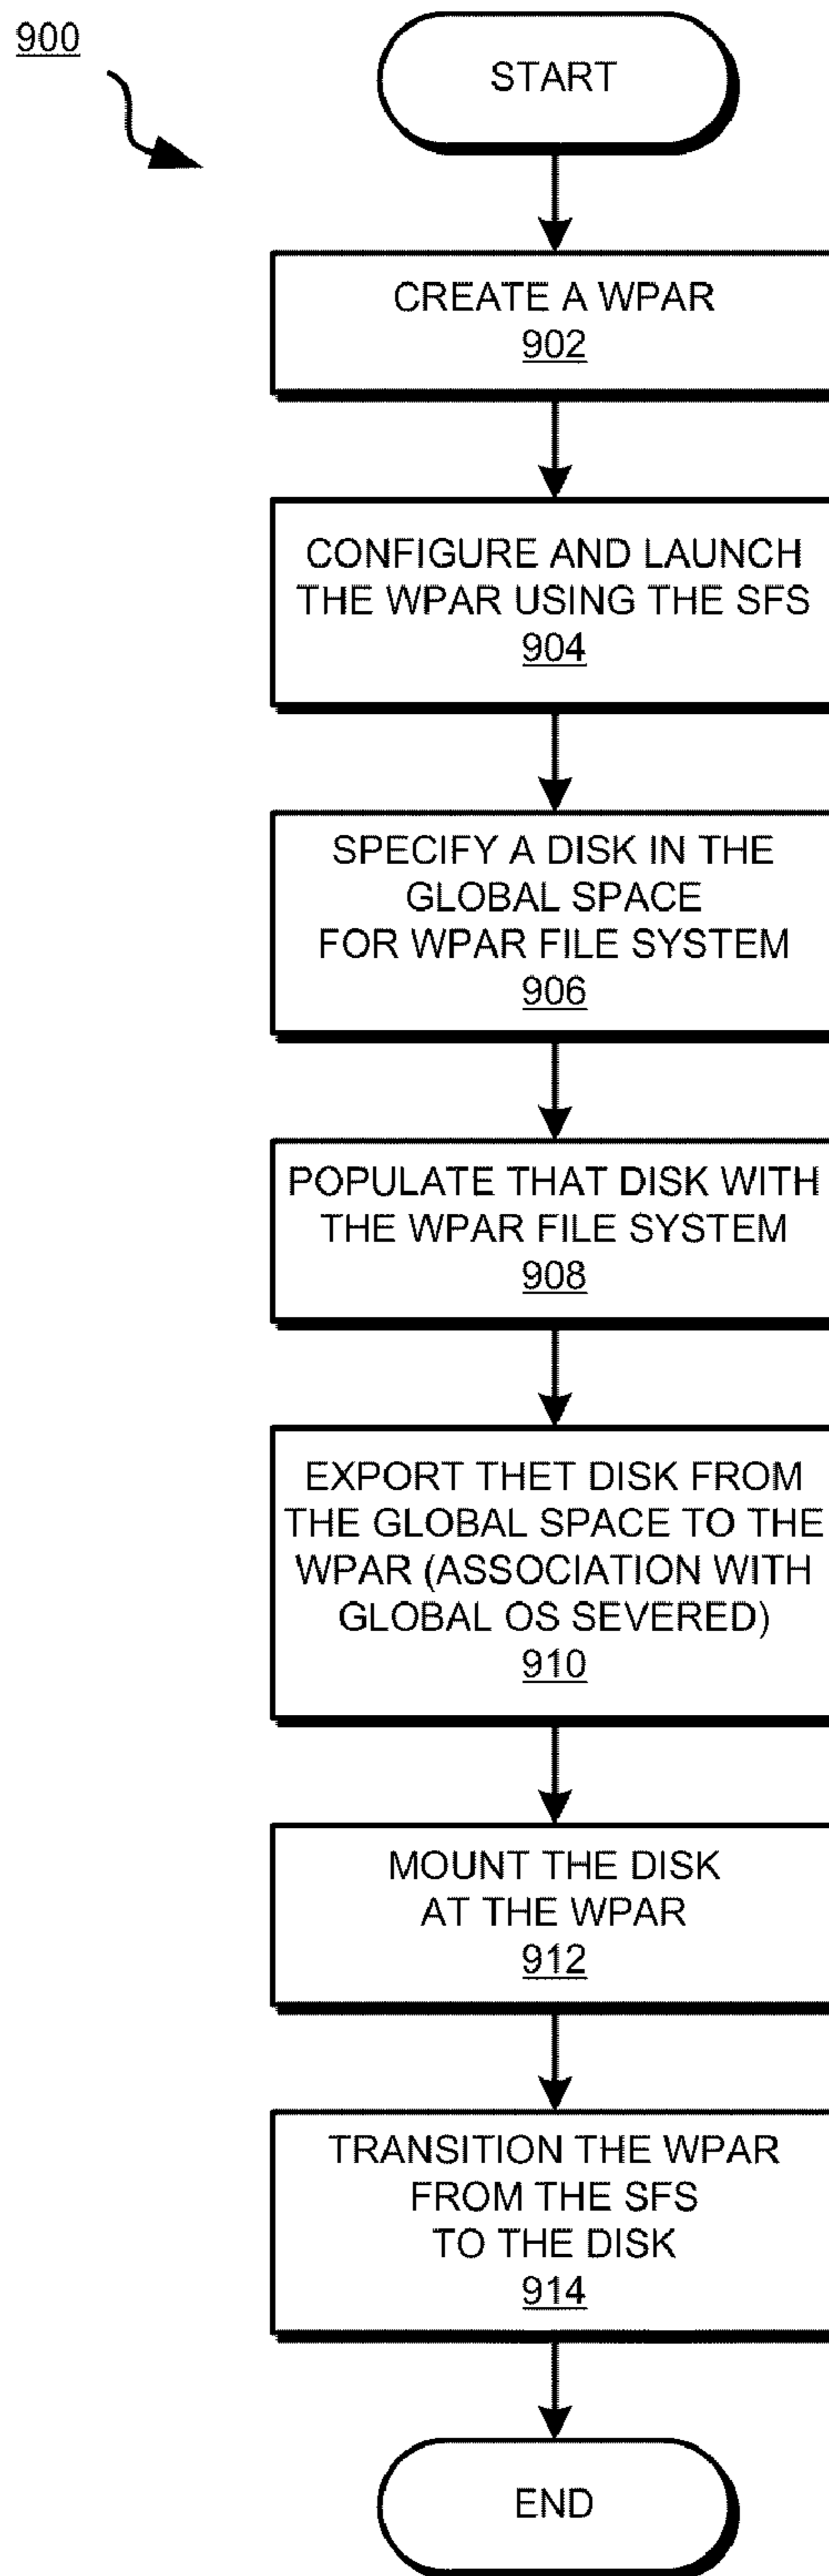 900
START
CREATE A WPAR
902
CONFIGURE AND LAUNCH
THE WPAR USING THE SFS
904
SPECIFY A DISK IN THE
GLOBAL SPACE
FOR WPAR FILE SYSTEM
906
POPULATE THAT DISK WITH
THE WPAR FILE SYSTEM
908
EXPORT THET DISK FROM
THE GLOBAL SPACE TO THE
WPAR (ASSOCIATION WITH
GLOBAL OS SEVERED)
910
MOUNT THE DISK
AT THE WPAR
912
TRANSITION THE WPAR
FROM THE SFS
TO THE DISK
914
END